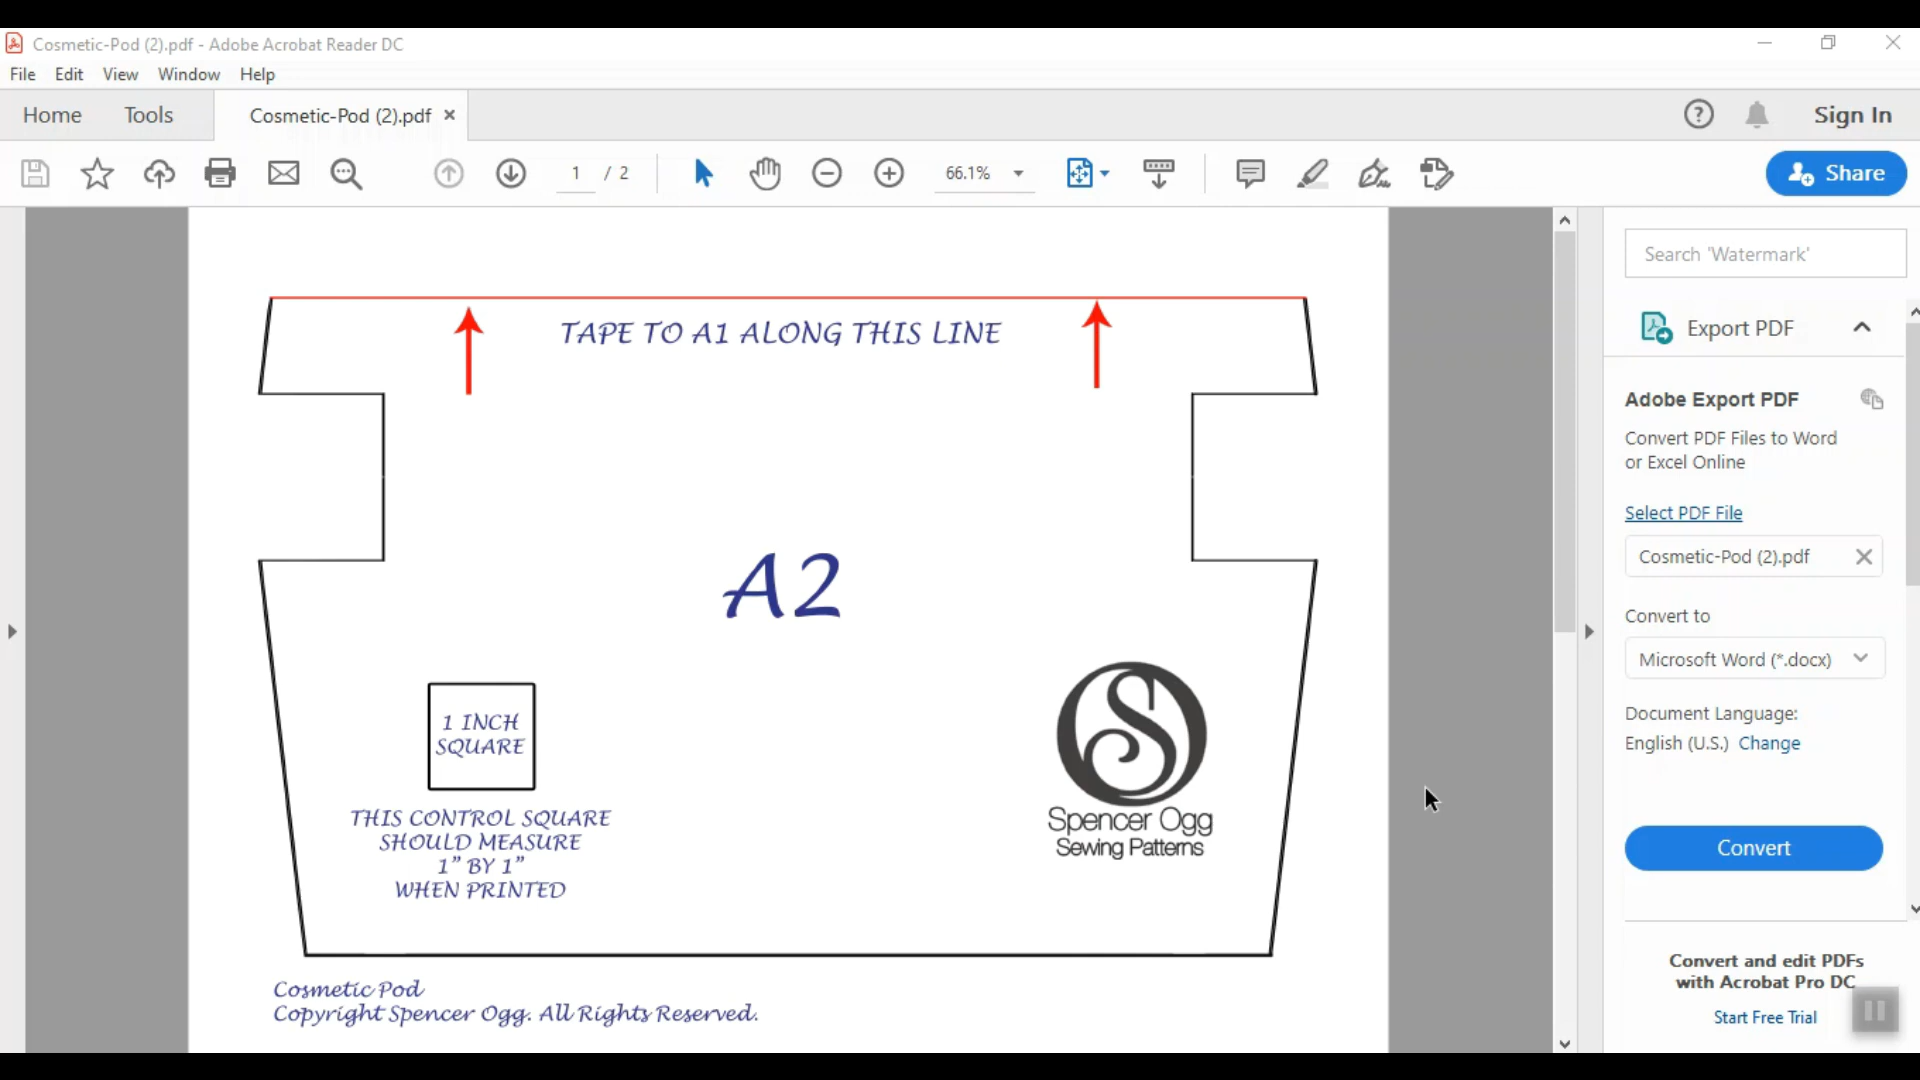 Cosmetic-Pod (2).pdf - Adobe Acrobat Reader DC
File Edit View Window Help
Home Tools Cosmetic-Pod (2).pdf × Sign In
1 / 2 66.1% Share
TAPE TO A1 ALONG THIS LINE
A2
1 INCH
SQUARE
THIS CONTROL SQUARE
SHOULD MEASURE
1" BY 1"
WHEN PRINTED
Spencer Ogg
Sewing Patterns
Cosmetic Pod
Copyright Spencer Ogg. All Rights Reserved.
Search 'Watermark'
Export PDF
Adobe Export PDF
Convert PDF Files to Word
or Excel Online
Select PDF File
Cosmetic-Pod (2).pdf
Convert to
Microsoft Word (*.docx)
Document Language:
English (U.S.) Change
Convert
Convert and edit PDFs
with Acrobat Pro DC
Start Free Trial